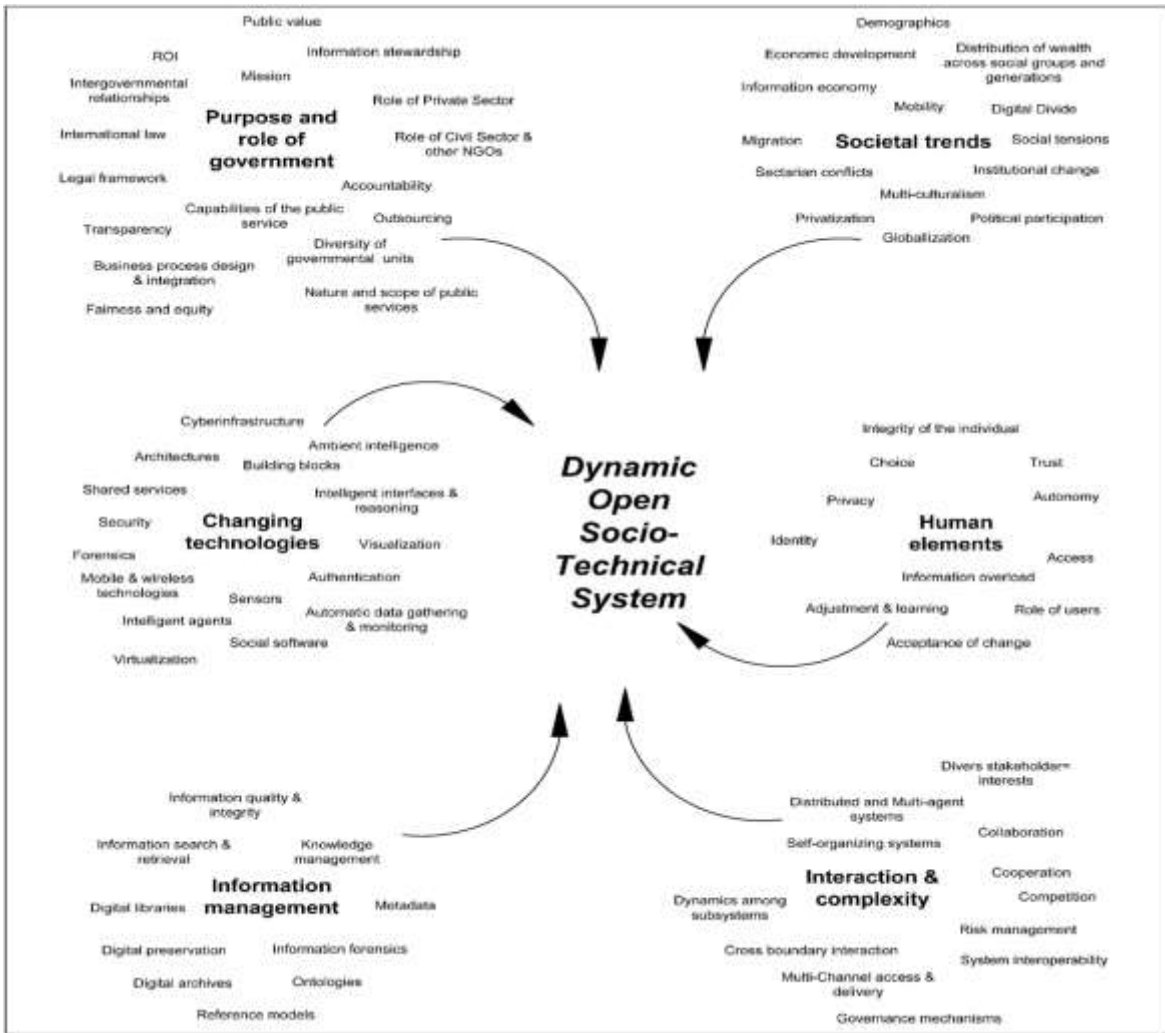 Public value
ROI
Information stewardship
Intergovernmental
relationships
Mission
Role of Private Sector
Purpose and
role of
government
International law
Role of Civil Sector &
other NGOs
Legal framework
Accountability
Capabilities of the public
service
Outsourcing
Transparency
Diversity of
governmental units
Business process design
& integration
Nature and scope of public
services
Fairness and equity
Demographics
Economic development
Distribution of wealth
across social groups and
generations
Information economy
Mobility
Digital Divide
Migration
Societal trends
Social tensions
Sectarian conflicts
Institutional change
Multi-culturalism
Privatization
Political participation
Globallization
Cyberinfrastructure
Ambient intelligence
Architectures
Building blocks
Shared services
Intelligent interfaces &
reasoning
Security
Changing
technologies
Visualization
Forensics
Mobile & wireless
technologies
Authentication
Sensors
Intelligent agents
Automatic data gathering
& monitoring
Social software
Virtualization
Dynamic
Open
Socio-
Technical
System
Integrity of the individual
Choice
Trust
Privacy
Autonomy
Identity
Human
elements
Access
Information overload
Adjustment & learning
Role of users
Acceptance of change
Information quality &
integrity
Information search &
retrieval
Knowledge
management
Information
management
Digital libraries
Metadata
Digital preservation
Information forensics
Digital archives
Ontologies
Reference models
Divers stakeholder=
interests
Distributed and Multi-agent
systems
Collaboration
Self-organizing systems
Interaction &
complexity
Cooperation
Competition
Dynamics among
subsystems
Risk management
Cross boundary interaction
System interoperability
Multi-Channel access &
delivery
Governance mechanisms